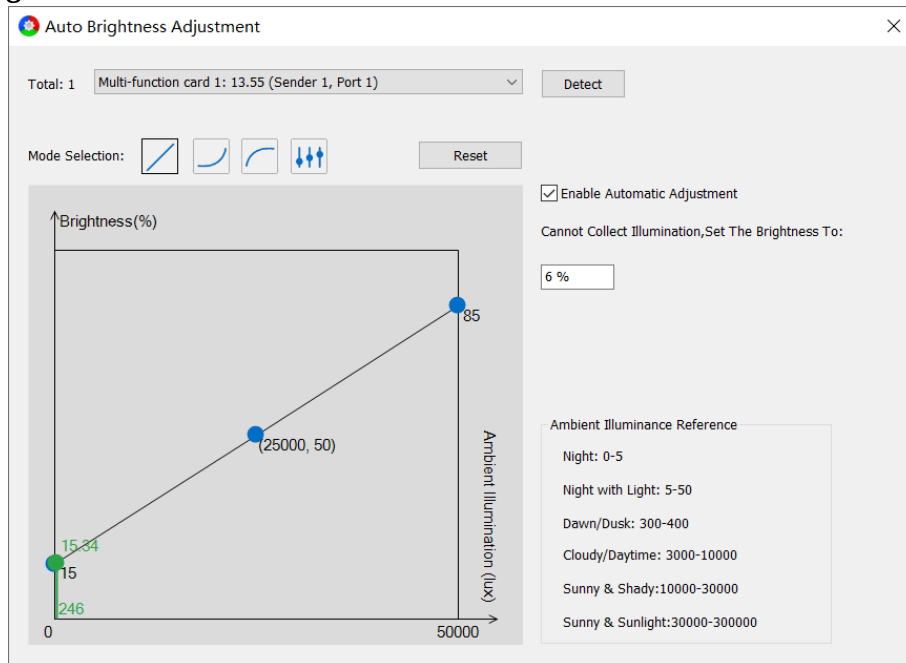 Auto Brightness Adjustment
Total: 1 Multi-function card 1: 13.55 (Sender 1, Port 1) Detect
Mode Selection: Reset
Enable Automatic Adjustment
Cannot Collect Illumination,Set The Brightness To:
6 %
Brightness(%)
85
(25000, 50)
15.34
15
246
0
50000
Ambient Illumination (lux)
Ambient Illuminance Reference
Night: 0-5
Night with Light: 5-50
Dawn/Dusk: 300-400
Cloudy/Daytime: 3000-10000
Sunny & Shady:10000-30000
Sunny & Sunlight:30000-300000